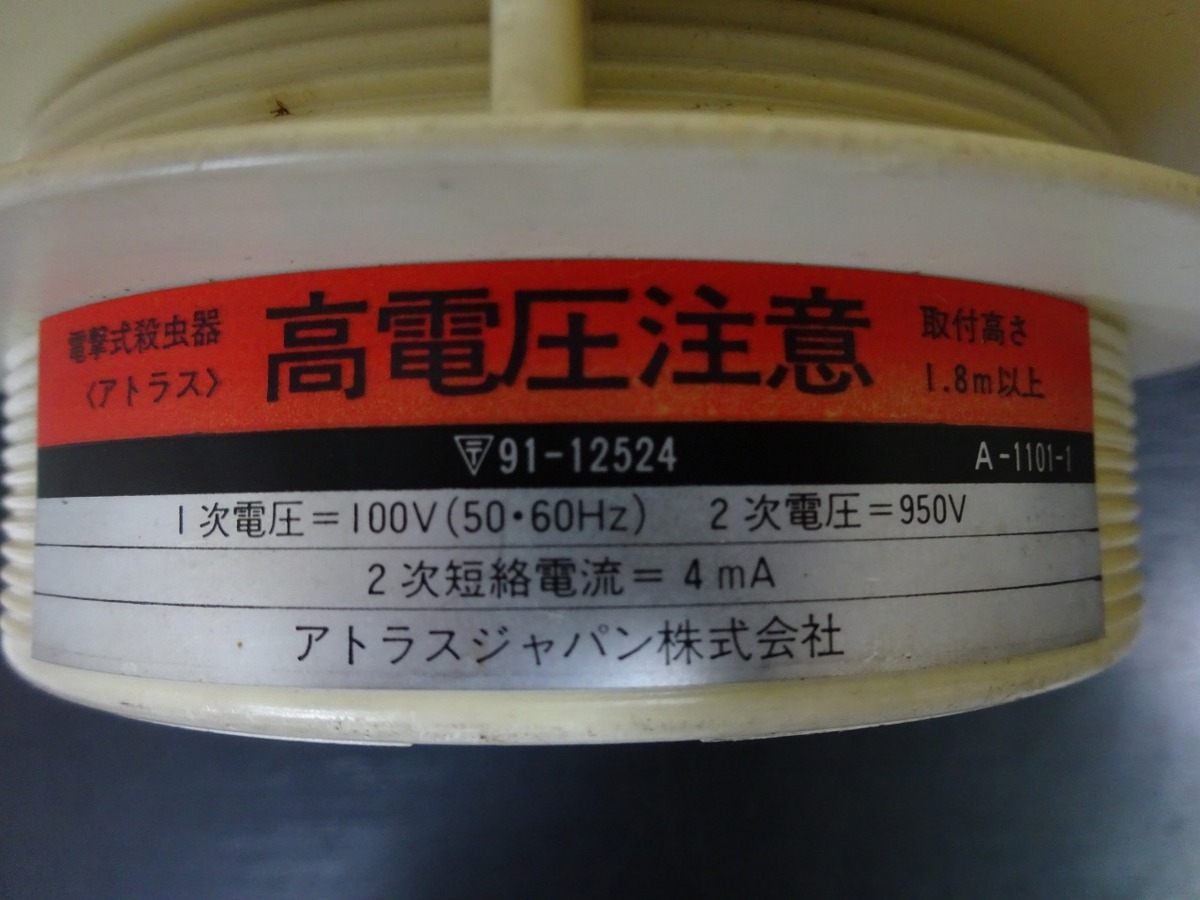 電撃式殺虫器
〈アトラス〉
高電圧注意
取付高さ
1.8m以上
〒91-12524
A-1101-1
1次電圧=100V(50・60Hz) 2次電圧=950V
2次短絡電流=4mA
アトラスジャパン株式会社